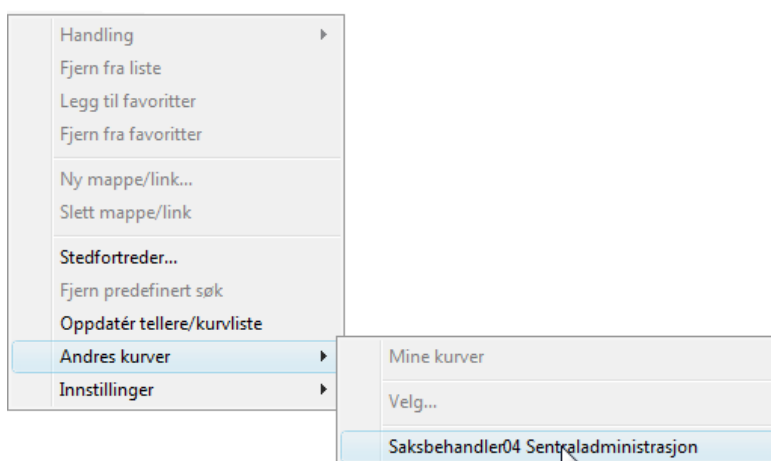 Handling
Fjern fra liste
Legg til favoritter
Fjern fra favoritter
Ny mappe/link...
Slett mappe/link
Stedfortreder...
Fjern predefinert søk
Oppdatér tellere/kurvliste
Andres kurver
Innstillinger
Mine kurver
Velg...
Saksbehandler04 Sentraladministrasjon